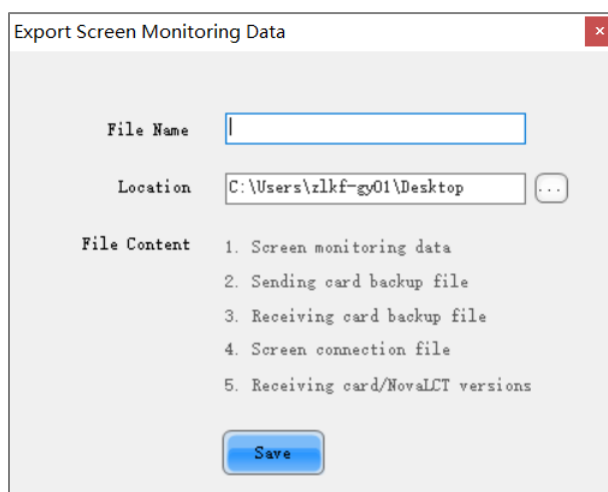 Export Screen Monitoring Data
File Name
Location C:\Users\zlkf-gy01\Desktop ...
File Content 1. Screen monitoring data
2. Sending card backup file
3. Receiving card backup file
4. Screen connection file
5. Receiving card/NovaLCT versions
Save